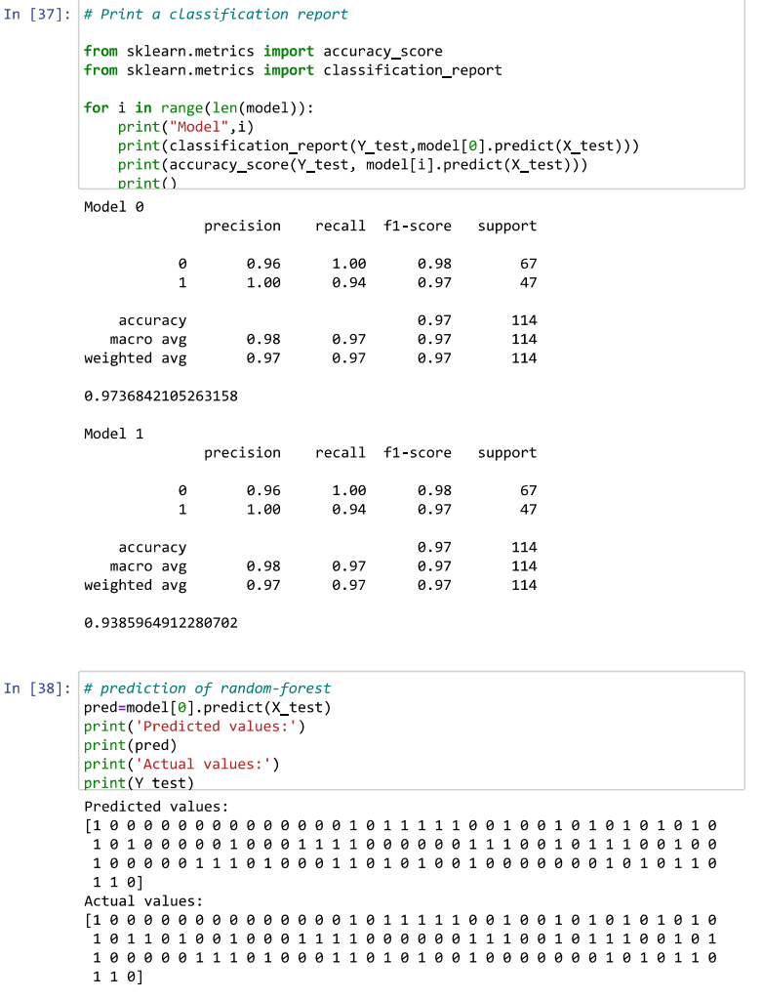 In [37]: # Print a classification report
from sklearn.metrics import accuracy_score
from sklearn.metrics import classification_report
for i in range(len(model)):
    print("Model",i)
    print(classification_report(Y_test,model[0].predict(X_test)))
    print(accuracy_score(Y_test, model[i].predict(X_test)))
    print()
Model 0
              precision    recall  f1-score   support
           0       0.96      1.00      0.98        67
           1       1.00      0.94      0.97        47
    accuracy                           0.97       114
   macro avg       0.98      0.97      0.97       114
weighted avg       0.97      0.97      0.97       114
0.9736842105263158
Model 1
              precision    recall  f1-score   support
           0       0.96      1.00      0.98        67
           1       1.00      0.94      0.97        47
    accuracy                           0.97       114
   macro avg       0.98      0.97      0.97       114
weighted avg       0.97      0.97      0.97       114
0.9385964912280702
In [38]: # prediction of random-forest
pred=model[0].predict(X_test)
print('Predicted values:')
print(pred)
print('Actual values:')
print(Y_test)
Predicted values:
[1 0 0 0 0 0 0 0 0 0 0 0 0 0 0 1 0 1 1 1 1 1 0 0 1 0 0 1 0 1 0 1 0 1 0 1 0
 1 0 1 0 0 0 0 0 1 0 0 0 1 1 1 1 0 0 0 0 0 0 1 1 1 0 0 1 0 1 1 1 0 0 1 0 0
 1 0 0 0 0 0 1 1 1 0 1 0 0 0 1 1 0 1 0 1 0 0 1 0 0 0 0 0 0 0 1 0 1 0 1 1 0
 1 1 0]
Actual values:
[1 0 0 0 0 0 0 0 0 0 0 0 0 0 0 1 0 1 1 1 1 1 0 0 1 0 0 1 0 1 0 1 0 1 0 1 0
 1 0 1 1 0 1 0 0 1 0 0 0 1 1 1 1 0 0 0 0 0 0 1 1 1 0 0 1 0 1 1 1 0 0 1 0 1
 1 0 0 0 0 0 1 1 1 0 1 0 0 0 1 1 0 1 0 1 0 0 1 0 0 0 0 0 0 0 1 0 1 0 1 1 0
 1 1 0]